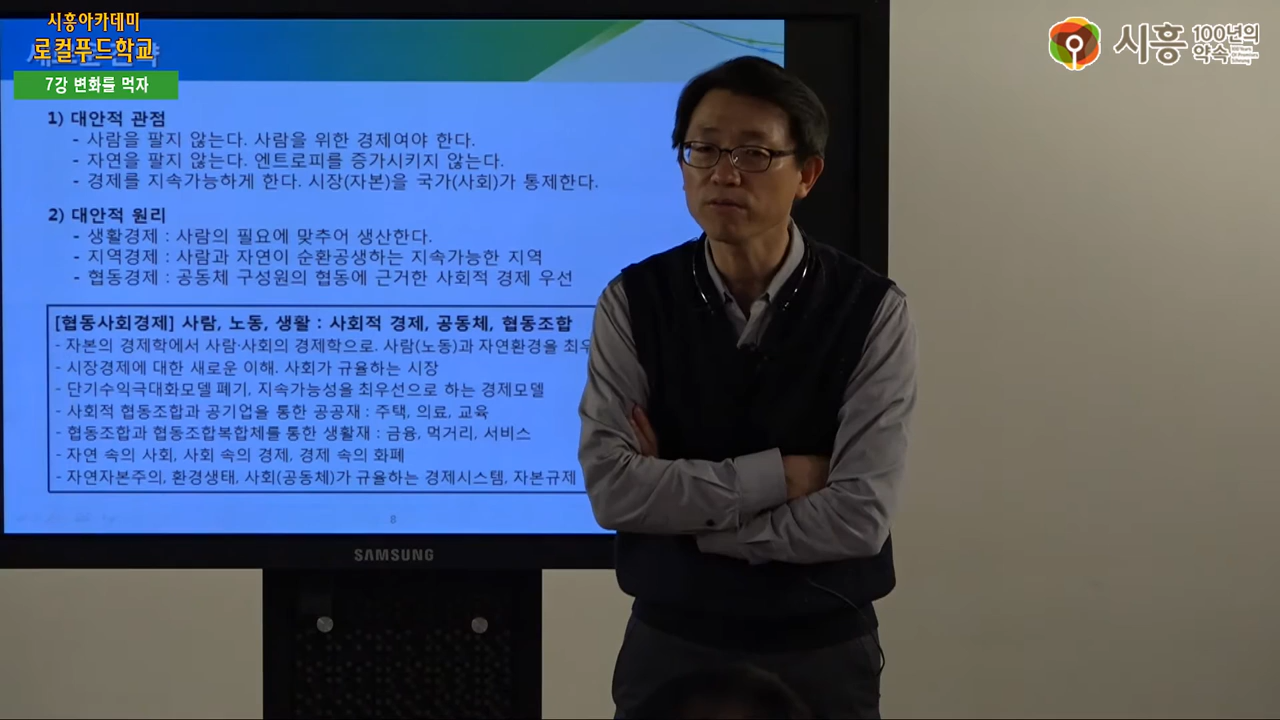 시흥아카데미
로컬푸드학교
7강 변화를 먹자
시흥 100년의 약속
1) 대안적 관점
- 사람을 팔지 않는다. 사람을 위한 경제여야 한다.
- 자연을 팔지 않는다. 엔트로피를 증가시키지 않는다.
- 경제를 지속가능하게 한다. 시장(자본)을 국가(사회)가 통제한다.
2) 대안적 원리
- 생활경제 : 사람의 필요에 맞추어 생산한다.
- 지역경제 : 사람과 자연이 순환공생하는 지속가능한 지역
- 협동경제 : 공동체 구성원의 협동에 근거한 사회적 경제 우선
[협동사회경제] 사람, 노동, 생활 : 사회적 경제, 공동체, 협동조합
- 자본의 경제학에서 사람·사회의 경제학으로. 사람(노동)과 자연환경을 최우
- 시장경제에 대한 새로운 이해. 사회가 규율하는 시장
- 단기수익극대화모델 폐기, 지속가능성을 최우선으로 하는 경제모델
- 사회적 협동조합과 공기업을 통한 공공재 : 주택, 의료, 교육
- 협동조합과 협동조합복합체를 통한 생활재 : 금융, 먹거리, 서비스
- 자연 속의 사회, 사회 속의 경제, 경제 속의 화폐
- 자연자본주의, 환경생태, 사회(공동체)가 규율하는 경제시스템, 자본규제
8
SAMSUNG